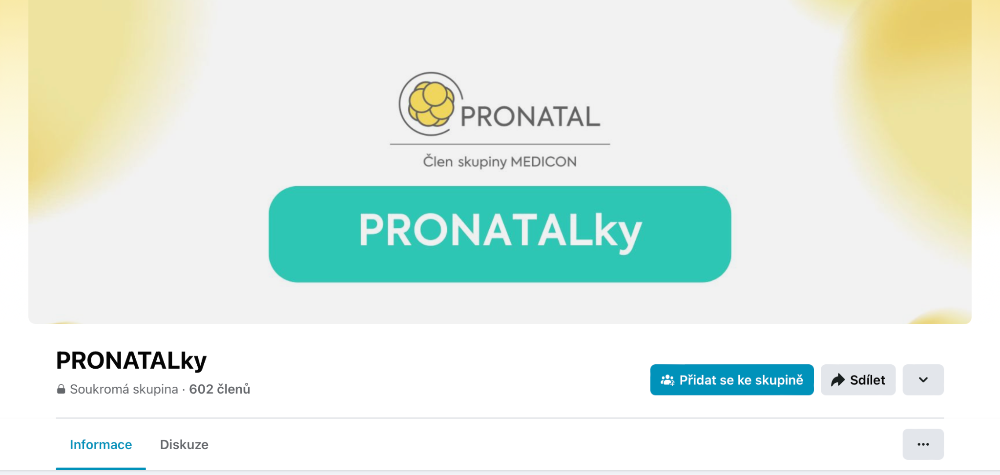 PRONATAL
Člen skupiny MEDICON
PRONATALky
PRONATALky
Soukromá skupina · 602 členů
Přidat se ke skupině
Sdílet
Informace
Diskuze